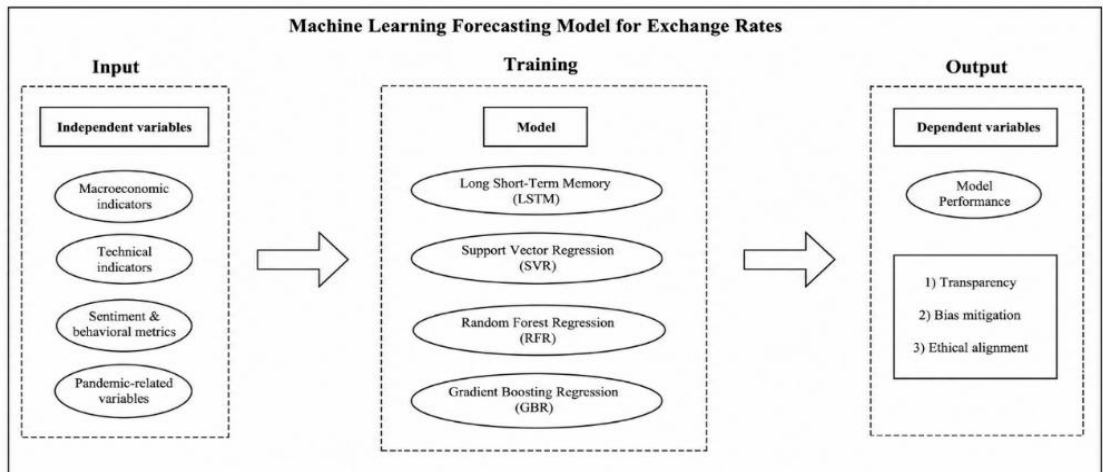 Machine Learning Forecasting Model for Exchange Rates
Input
Independent variables
Macroeconomic
indicators
Technical
indicators
Sentiment &
behavioral metrics
Pandemic-related
variables
Training
Model
Long Short-Term Memory
(LSTM)
Support Vector Regression
(SVR)
Random Forest Regression
(RFR)
Gradient Boosting Regression
(GBR)
Output
Dependent variables
Model
Performance
1) Transparency
2) Bias mitigation
3) Ethical alignment